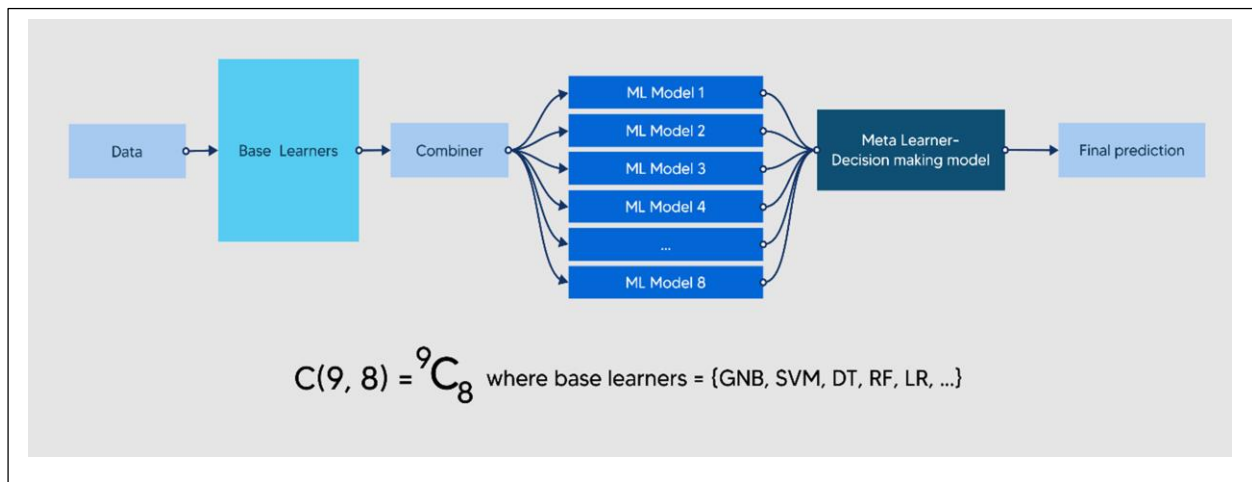 Data
Base Learners
Combiner
ML Model 1
ML Model 2
ML Model 3
ML Model 4
...
ML Model 8
Meta Learner-
Decision making model
Final prediction
C(9, 8) = ⁹C₈ where base learners = {GNB, SVM, DT, RF, LR, ...}